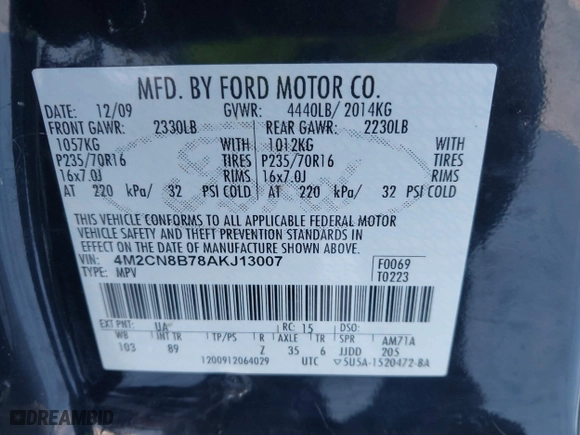 MFD. BY FORD MOTOR CO.
DATE: 12/09 GVWR: 4440LB/ 2014KG
FRONT GAWR: 2330LB REAR GAWR: 2230LB
1057KG WITH 1012KG WITH
P235/70R16 TIRES P235/70R16 TIRES
16x7.0J RIMS 16x7.0J RIMS
AT 220 kPa/ 32 PSI COLD AT 220 kPa/ 32 PSI COLD
THIS VEHICLE CONFORMS TO ALL APPLICABLE FEDERAL MOTOR
VEHICLE SAFETY AND THEFT PREVENTION STANDARDS IN
EFFECT ON THE DATE OF MANUFACTURE SHOWN ABOVE.
VIN: 4M2CN8B78AKJ13007 F0069
TYPE: MPV T0223
EXT PNT: UA RC: 15 DSO:
WB INT TR TP/PS R AXLE TR SPR AM71A
103 89 Z 35 6 JJDD 205
1200912064029 UTC ▽5U5A-1520472-8A
DREAMBID